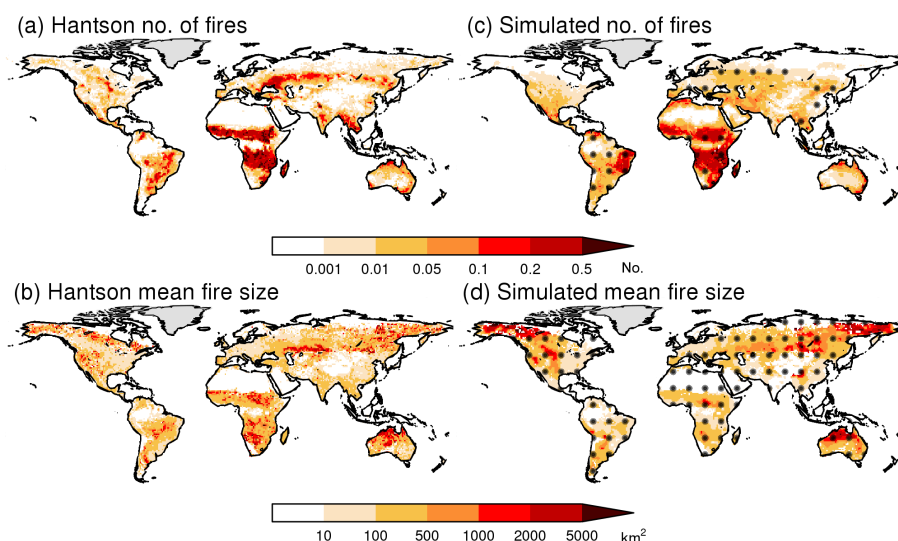 (a) Hantson no. of fires
(c) Simulated no. of fires
0.001 0.01 0.05 0.1 0.2 0.5 No.
(b) Hantson mean fire size
(d) Simulated mean fire size
10 100 500 1000 2000 5000 km²